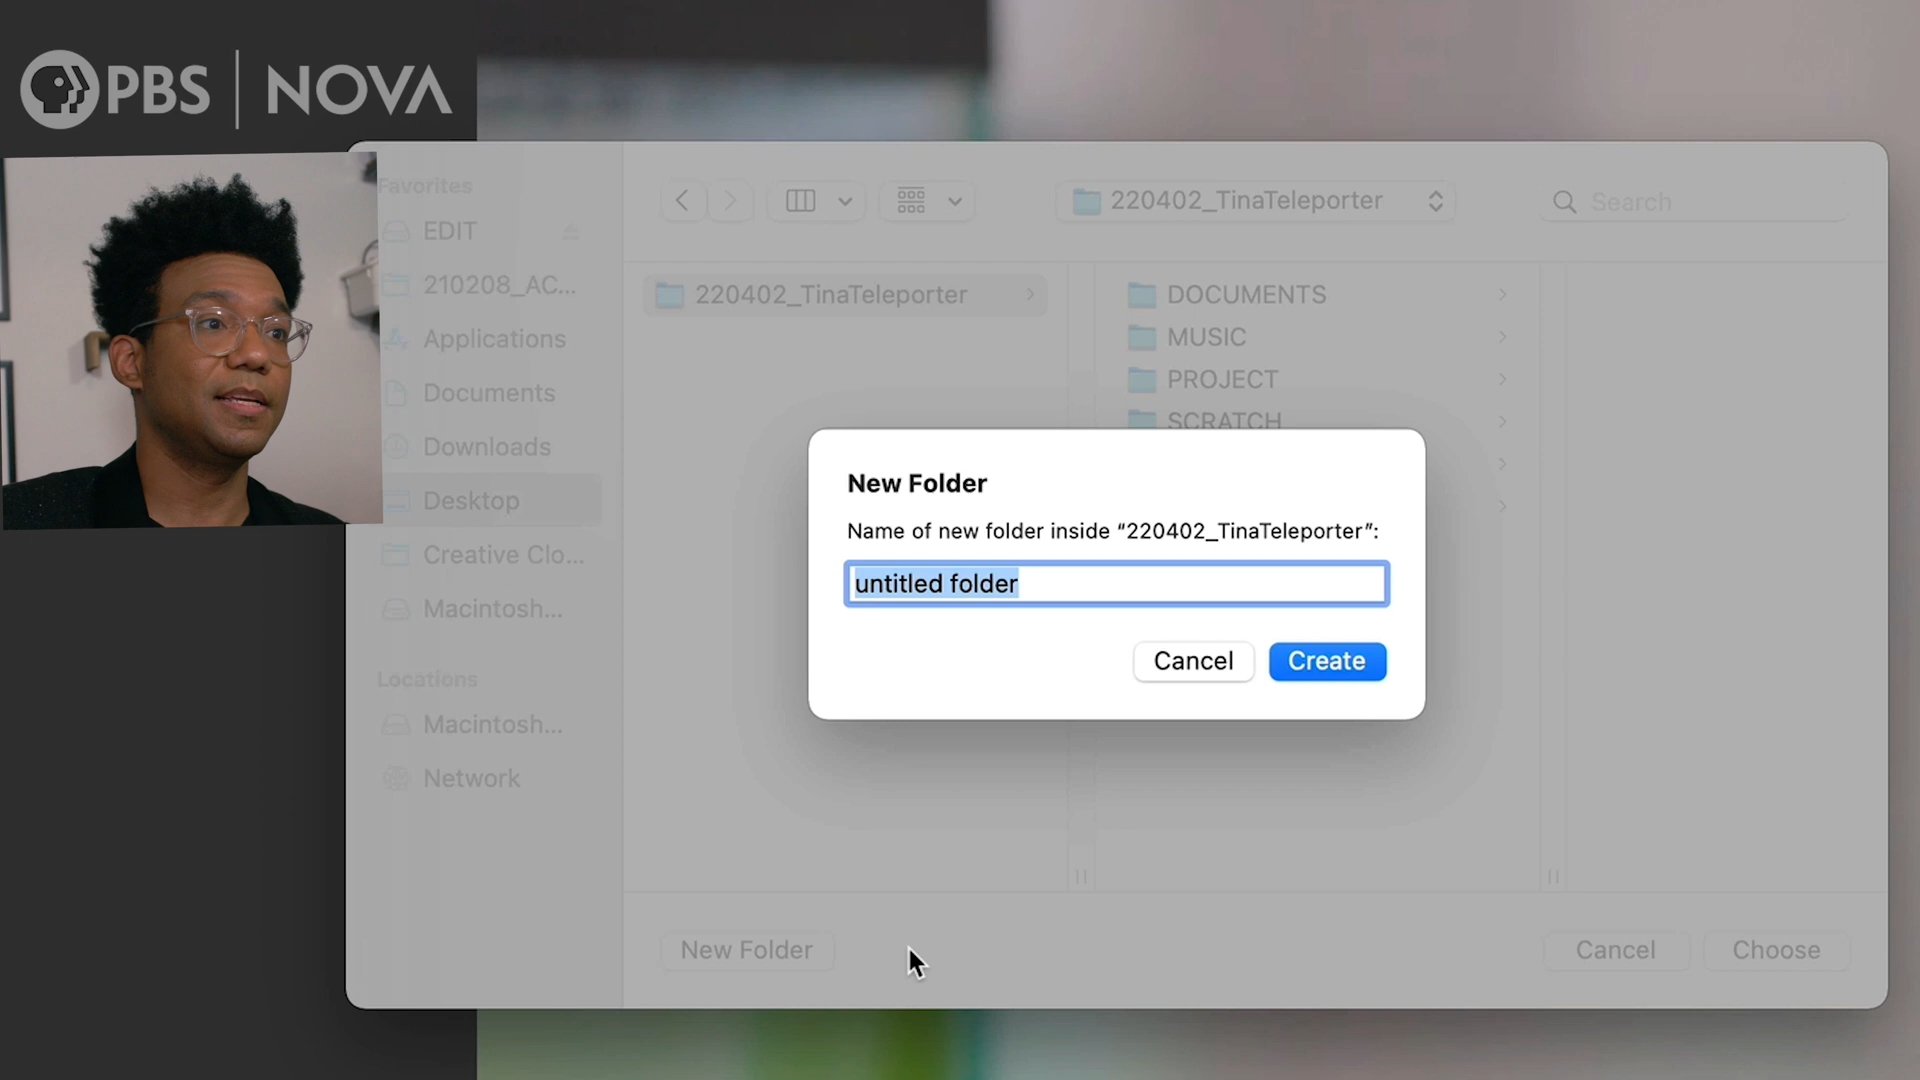 PBS | NOVA
Favorites
EDIT
210208_AC...
Applications
Documents
Downloads
Desktop
Creative Clo...
Macintosh...
Locations
Macintosh...
Network
220402_TinaTeleporter
Search
220402_TinaTeleporter
DOCUMENTS
MUSIC
PROJECT
SCRATCH
New Folder
Name of new folder inside “220402_TinaTeleporter”:
untitled folder
Cancel
Create
New Folder
Cancel
Choose